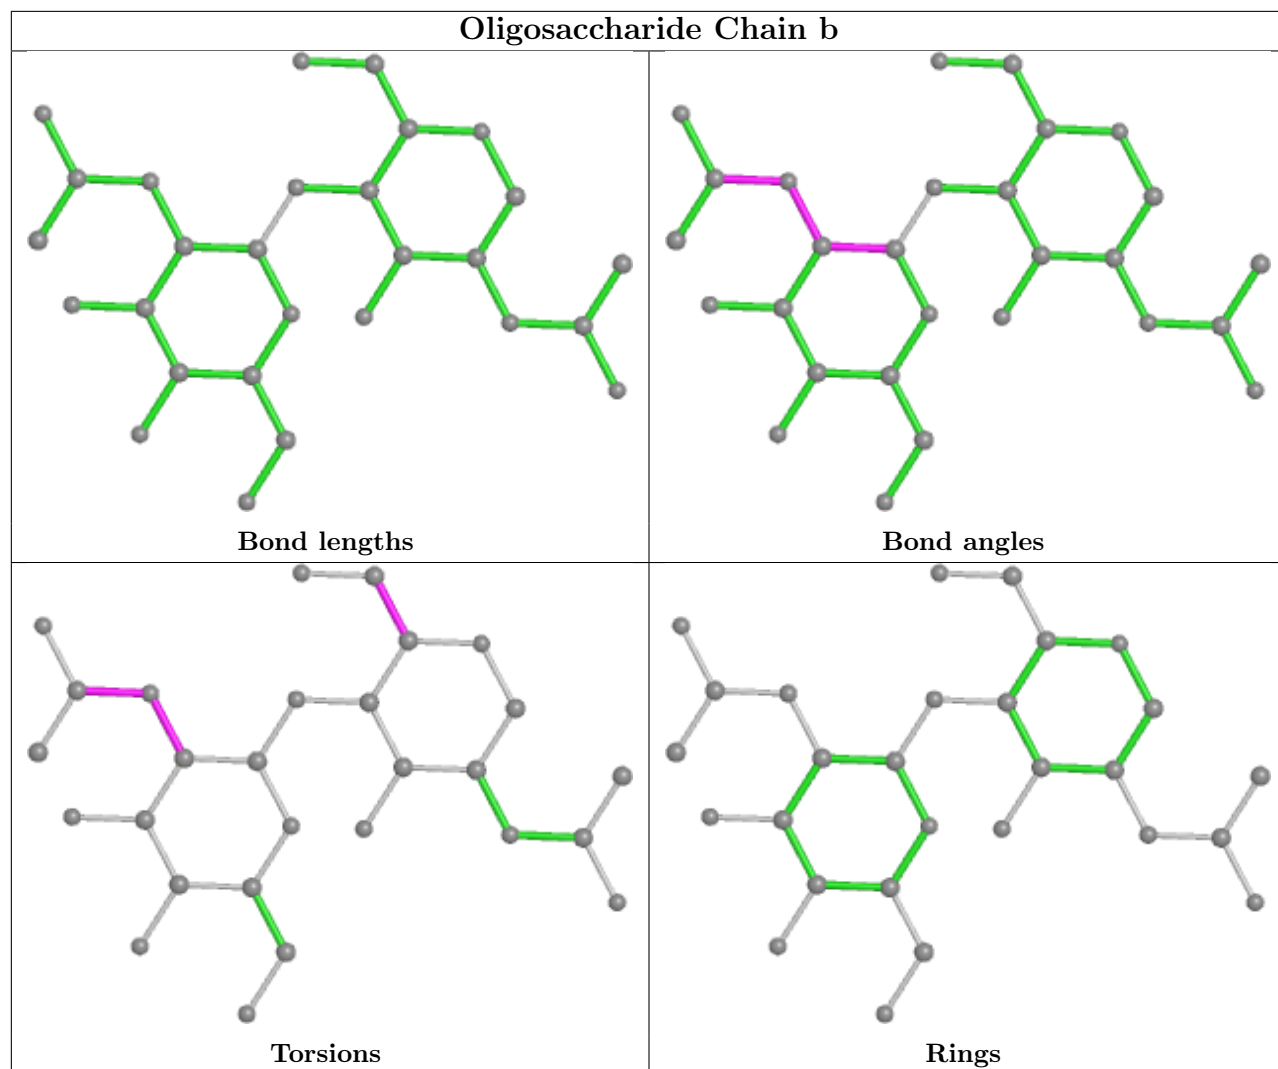 Oligosaccharide Chain b
Bond lengths
Bond angles
Torsions
Rings